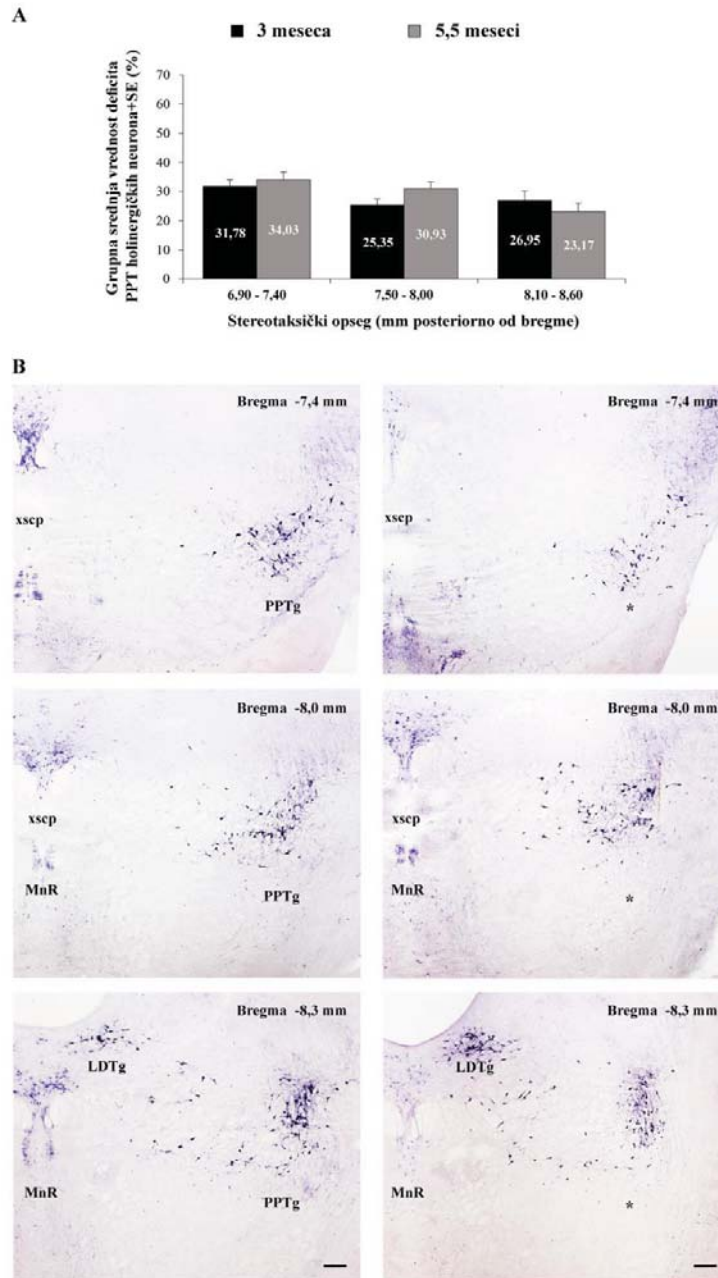 A
3 meseca 5,5 meseci
Grupna srednja vrednost deficita
PPT holinergičkih neurona+SE (%)
70
60
50
40
30
20
10
0
31,78 34,03 25,35 30,93 26,95 23,17
6,90 - 7,40 7,50 - 8,00 8,10 - 8,60
Stereotaksički opseg (mm posteriorno od bregme)
B
Bregma -7,4 mm
xscp
PPTg
Bregma -7,4 mm
xscp
*
Bregma -8,0 mm
xscp
MnR
PPTg
Bregma -8,0 mm
xscp
MnR
*
Bregma -8,3 mm
LDTg
MnR
PPTg
Bregma -8,3 mm
LDTg
MnR
*